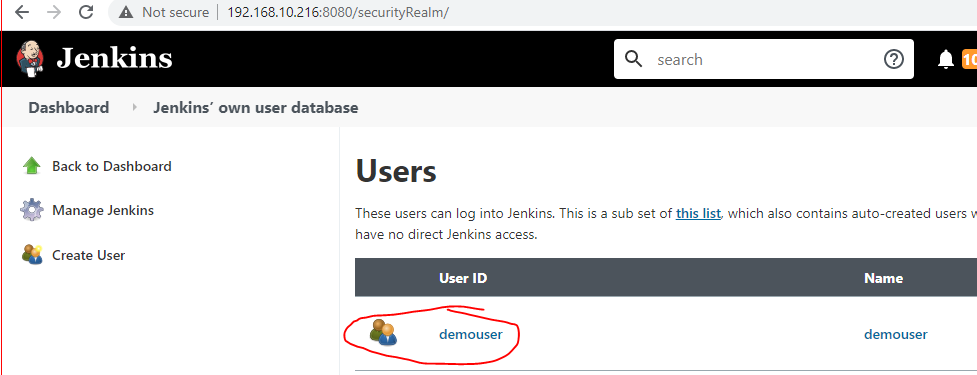 Not secure 192.168.10.216:8080/securityRealm/
Jenkins search 10
Dashboard Jenkins’ own user database
Back to Dashboard
Manage Jenkins
Create User
Users
These users can log into Jenkins. This is a sub set of this list, which also contains auto-created users w
have no direct Jenkins access.
User ID Name
demouser demouser